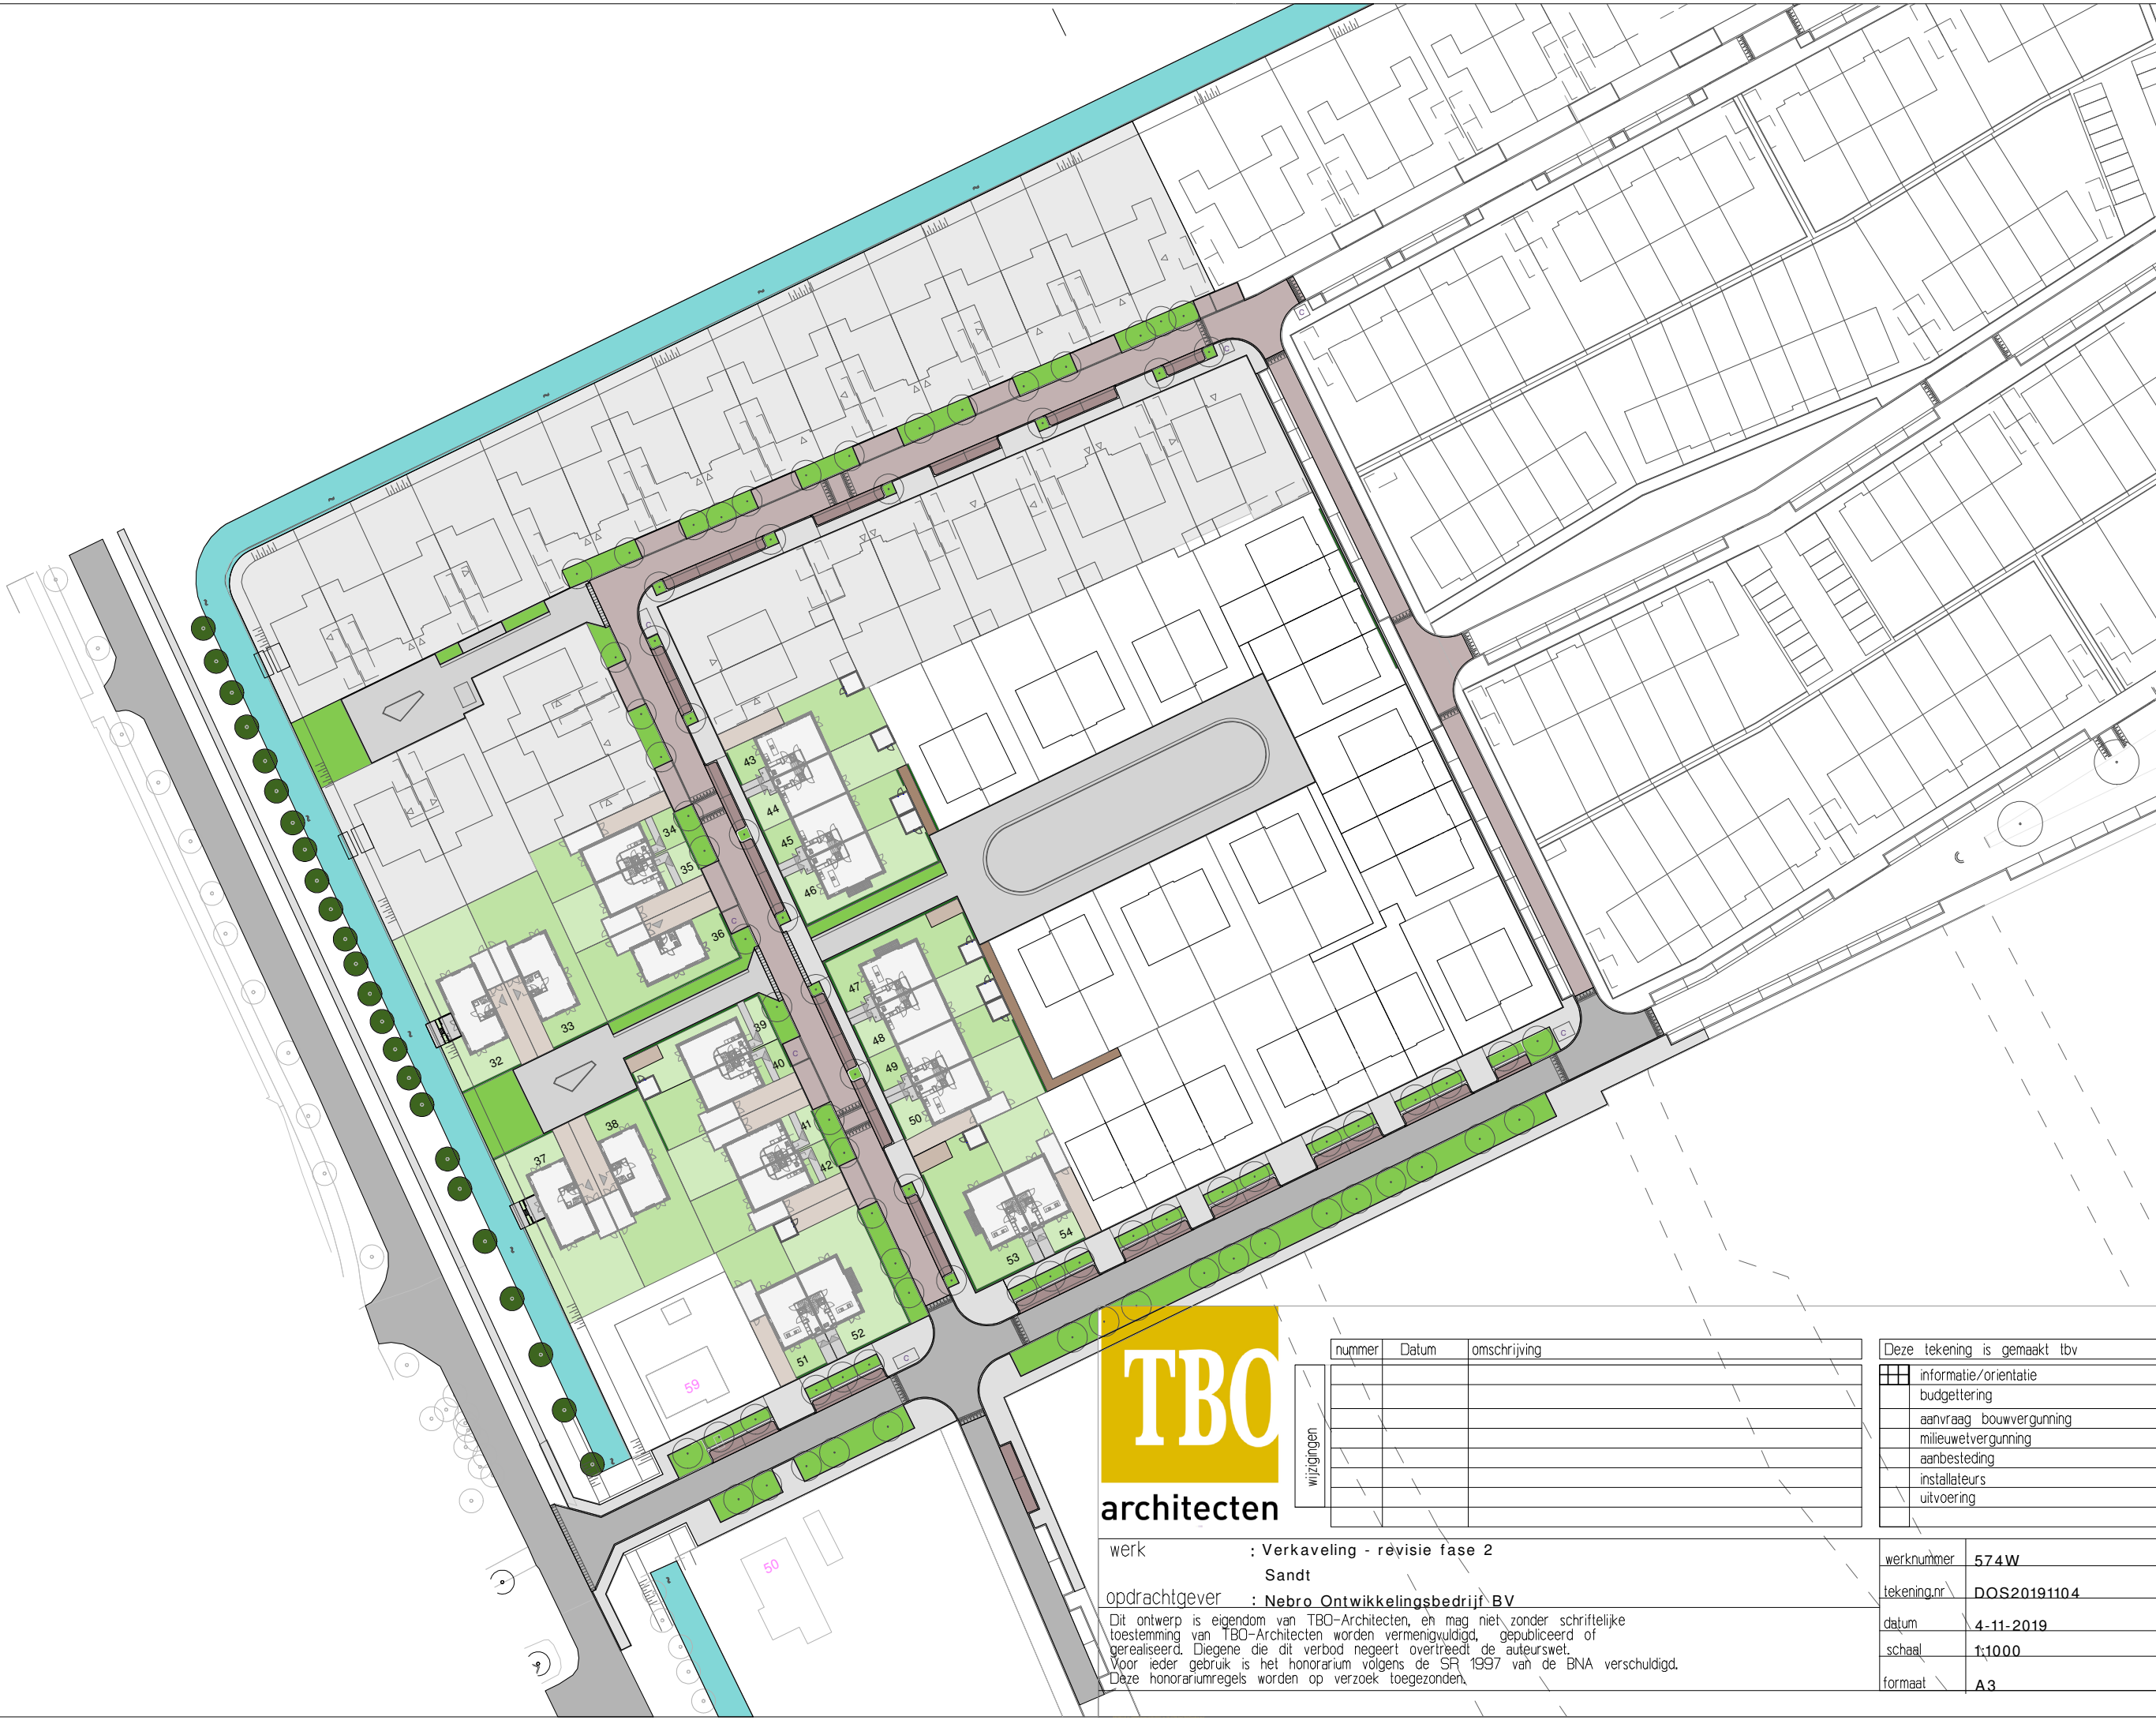 C
C
C
43
34
44
35
45
46
C
36
47
39
33
48
32
C
40
49
38
41
50
37
42
C
54
53
52
51
C
59
50
TBO
architecten
wijzigingen
nummer Datum omschrijving
Deze tekening is gemaakt tbv
informatie/orientatie
budgettering
aanvraag bouwvergunning
milieuwetvergunning
aanbesteding
installateurs
uitvoering
werk : Verkaveling - revisie fase 2
Sandt
opdrachtgever : Nebro Ontwikkelingsbedrijf BV
Dit ontwerp is eigendom van TBO-Architecten, en mag niet zonder schriftelijke
toestemming van TBO-Architecten worden vermenigvuldigd, gepubliceerd of
gerealiseerd. Diegene die dit verbod negeert overtreedt de auteurswet.
Voor ieder gebruik is het honorarium volgens de SR 1997 van de BNA verschuldigd.
Deze honorariumregels worden op verzoek toegezonden.
werknummer 574W
tekening.nr DOS20191104
datum 4-11-2019
schaal 1:1000
formaat A3